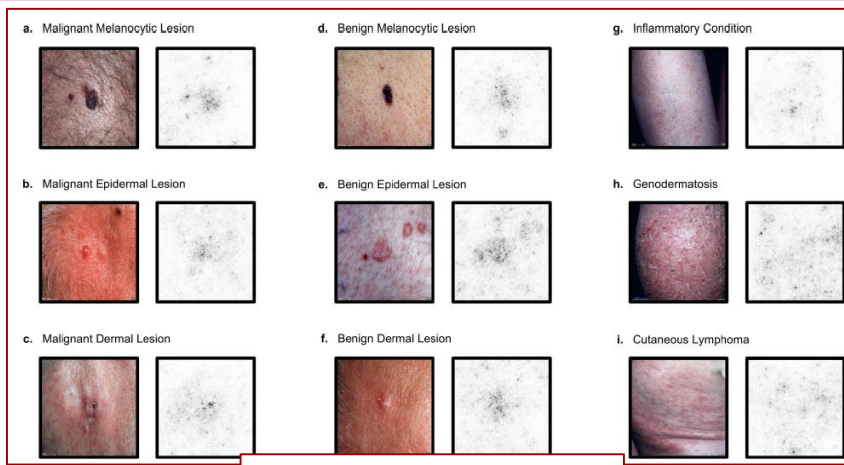 a. Malignant Melanocytic Lesion
d. Benign Melanocytic Lesion
g. Inflammatory Condition
b. Malignant Epidermal Lesion
e. Benign Epidermal Lesion
h. Genodermatosis
c. Malignant Dermal Lesion
f. Benign Dermal Lesion
i. Cutaneous Lymphoma